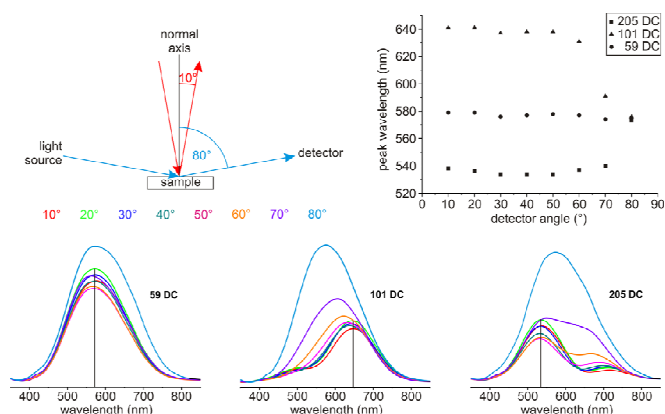 normal
axis
10°
light
source
80°
detector
sample
10° 20° 30° 40° 50° 60° 70° 80°
peak wavelength (nm)
640
620
600
580
560
540
520
0 10 20 30 40 50 60 70 80 90
detector angle (°)
205 DC
101 DC
59 DC
59 DC
400 500 600 700 800
wavelength (nm)
101 DC
400 500 600 700 800
wavelength (nm)
205 DC
400 500 600 700 800
wavelength (nm)